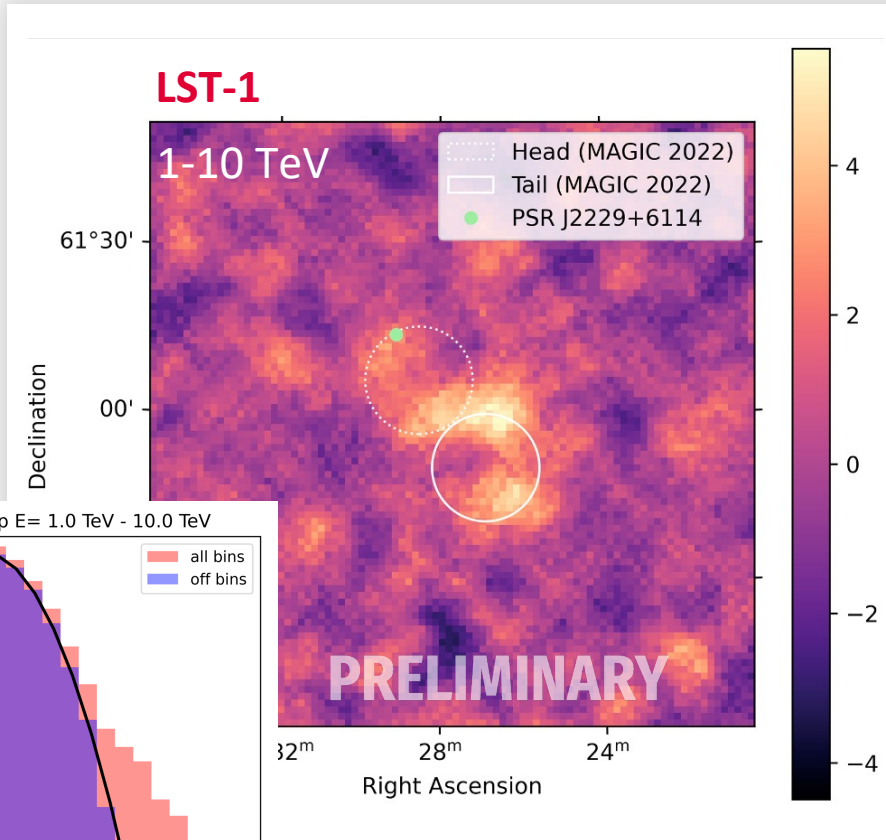 LST-1
1-10 TeV
Head (MAGIC 2022)
Tail (MAGIC 2022)
PSR J2229+6114
61°30'
00'
Declination
4
2
0
−2
−4
p E= 1.0 TeV - 10.0 TeV
all bins
off bins
PRELIMINARY
32ᵐ
28ᵐ
24ᵐ
Right Ascension